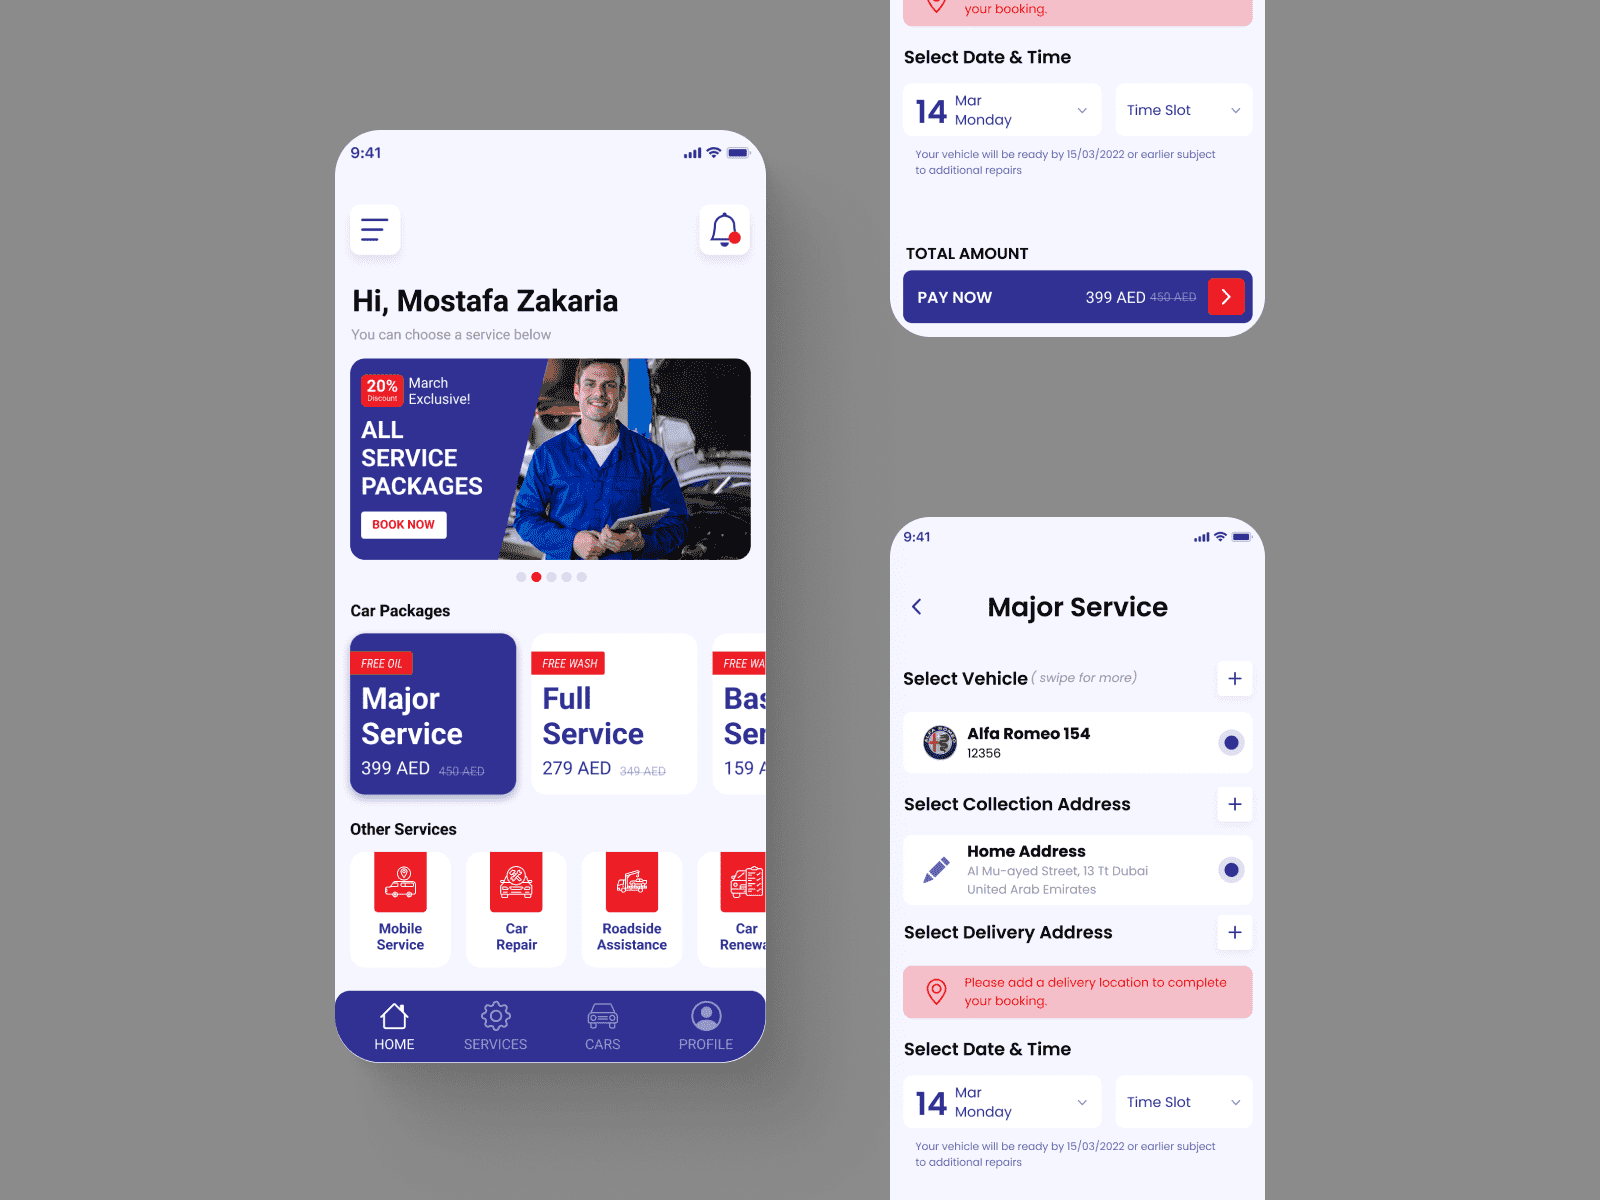 9:41
Hi, Mostafa Zakaria
You can choose a service below
20%
Discount
March
Exclusive!
ALL
SERVICE
PACKAGES
BOOK NOW
Car Packages
FREE OIL
Major
Service
399 AED 450 AED
FREE WASH
Full
Service
279 AED 349 AED
FREE WA
Bas
Ser
159 A
Other Services
Mobile
Service
Car
Repair
Roadside
Assistance
Car
Renewa
HOME
SERVICES
CARS
PROFILE
your booking.
Select Date & Time
14
Mar
Monday
Time Slot
Your vehicle will be ready by 15/03/2022 or earlier subject
to additional repairs
TOTAL AMOUNT
PAY NOW 399 AED 450 AED
9:41
Major Service
Select Vehicle ( swipe for more)
Alfa Romeo 154
12356
Select Collection Address
Home Address
Al Mu-ayed Street, 13 Tt Dubai
United Arab Emirates
Select Delivery Address
Please add a delivery location to complete
your booking.
Select Date & Time
14
Mar
Monday
Time Slot
Your vehicle will be ready by 15/03/2022 or earlier subject
to additional repairs